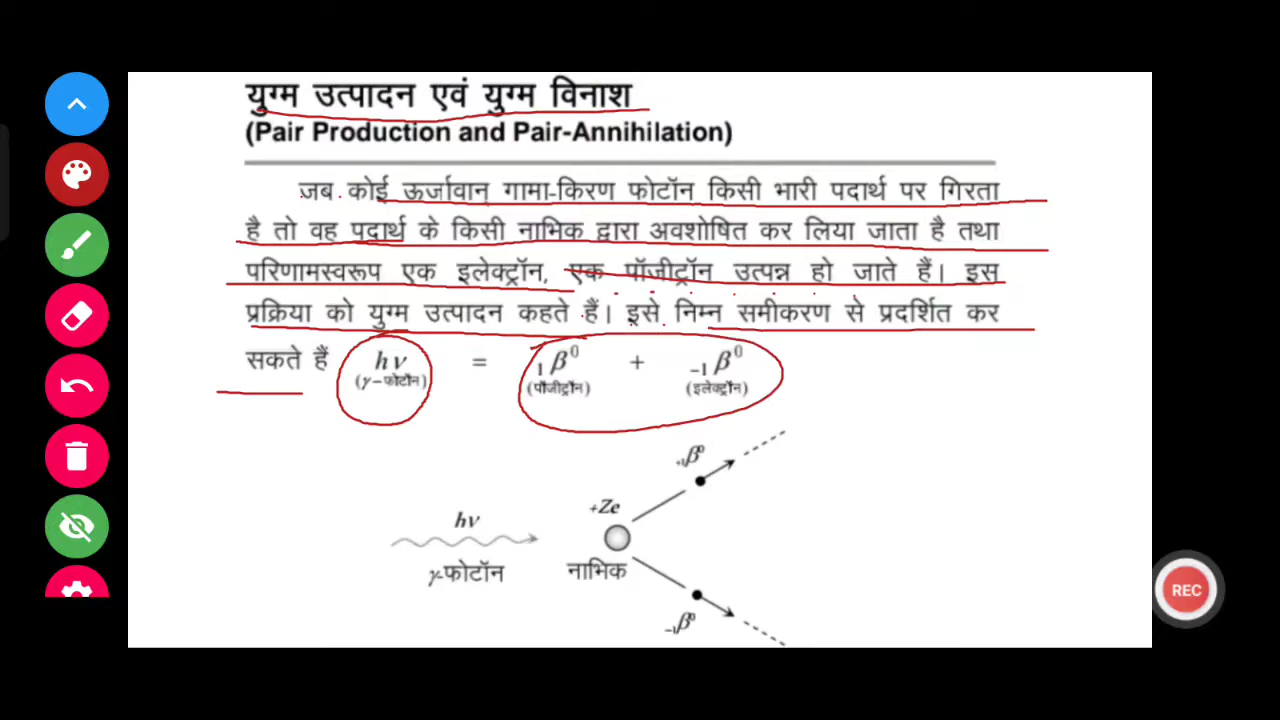 युग्म उत्पादन एवं युग्म विनाश
(Pair Production and Pair-Annihilation)
जब कोई ऊर्जावान् गामा-किरण फोटॉन किसी भारी पदार्थ पर गिरता
है तो वह पदार्थ के किसी नाभिक द्वारा अवशोषित कर लिया जाता है तथा
परिणामस्वरूप एक इलेक्ट्रॉन, एक पॉजीट्रॉन उत्पन्न हो जाते हैं। इस
प्रक्रिया को युग्म उत्पादन कहते हैं। इसे निम्न समीकरण से प्रदर्शित कर
सकते हैं hν = ₁β⁰ + ₋₁β⁰
(γ-फोटॉन) (पॉजीट्रॉन) (इलेक्ट्रॉन)
₊₁β⁰
+Ze
hν
γ-फोटॉन नाभिक
₋₁β⁰
REC